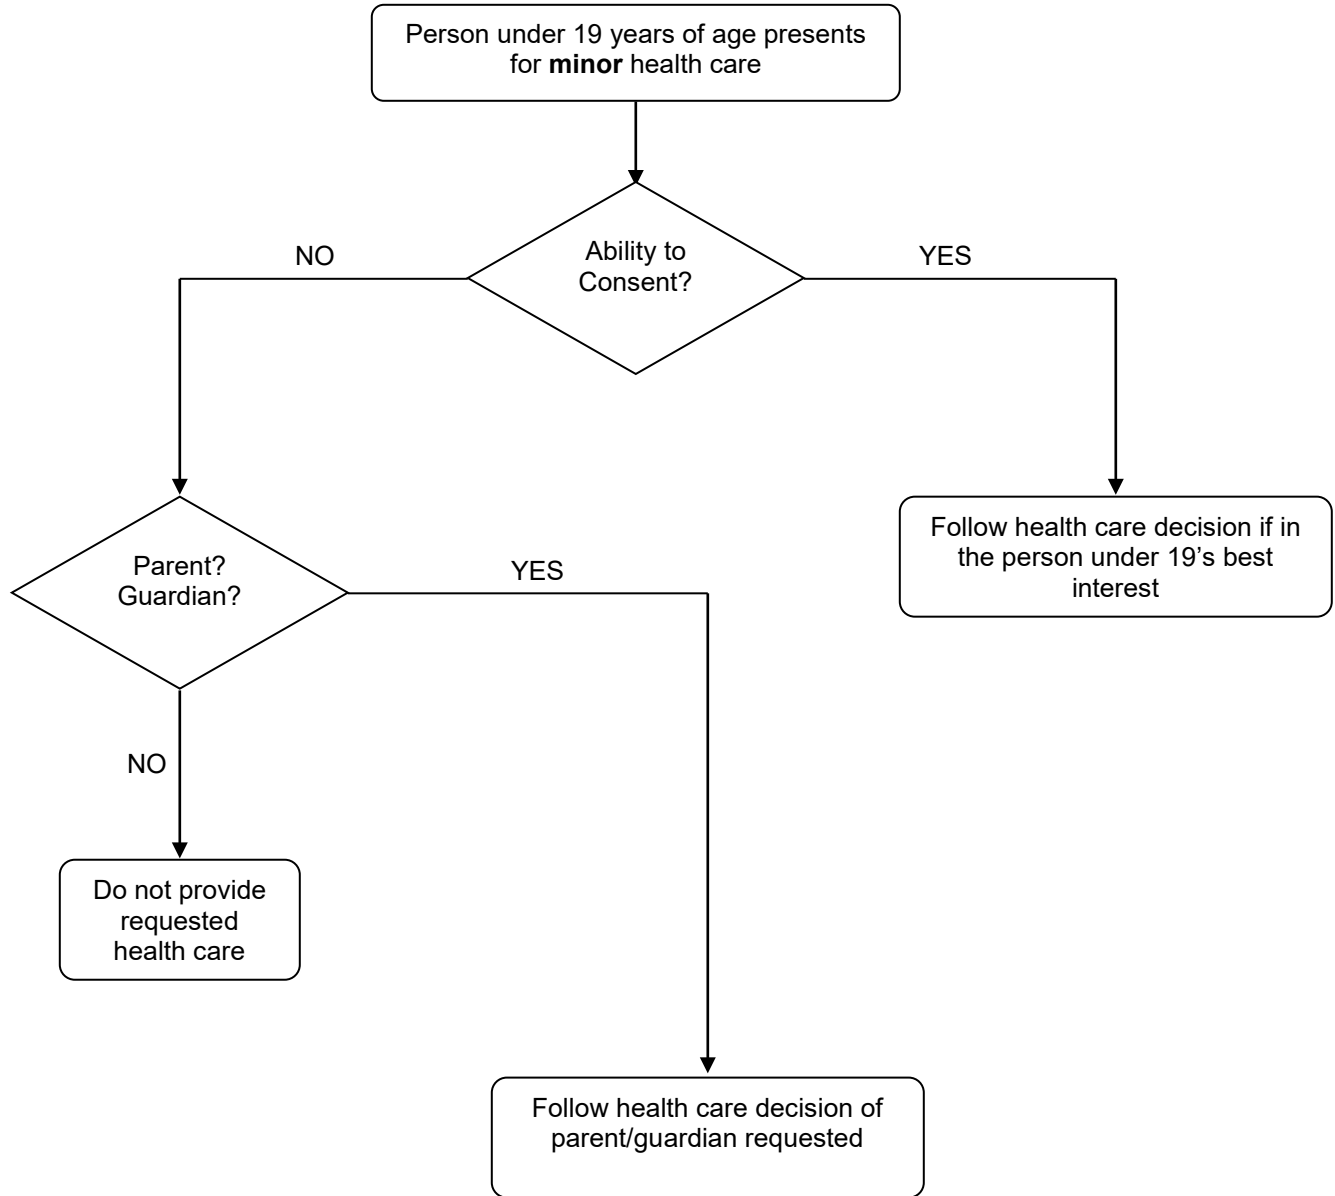 Person under 19 years of age presents
for minor health care
Ability to
Consent?
NO
YES
Parent?
Guardian?
YES
Follow health care decision if in
the person under 19’s best
interest
NO
Do not provide
requested
health care
Follow health care decision of
parent/guardian requested